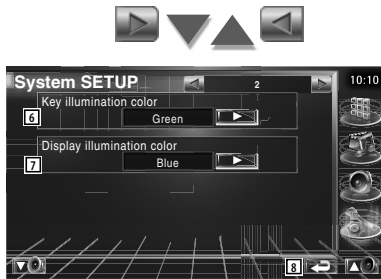 System SETUP
2
10:10
Key illumination color
6
Green
Display illumination color
7
Blue
8